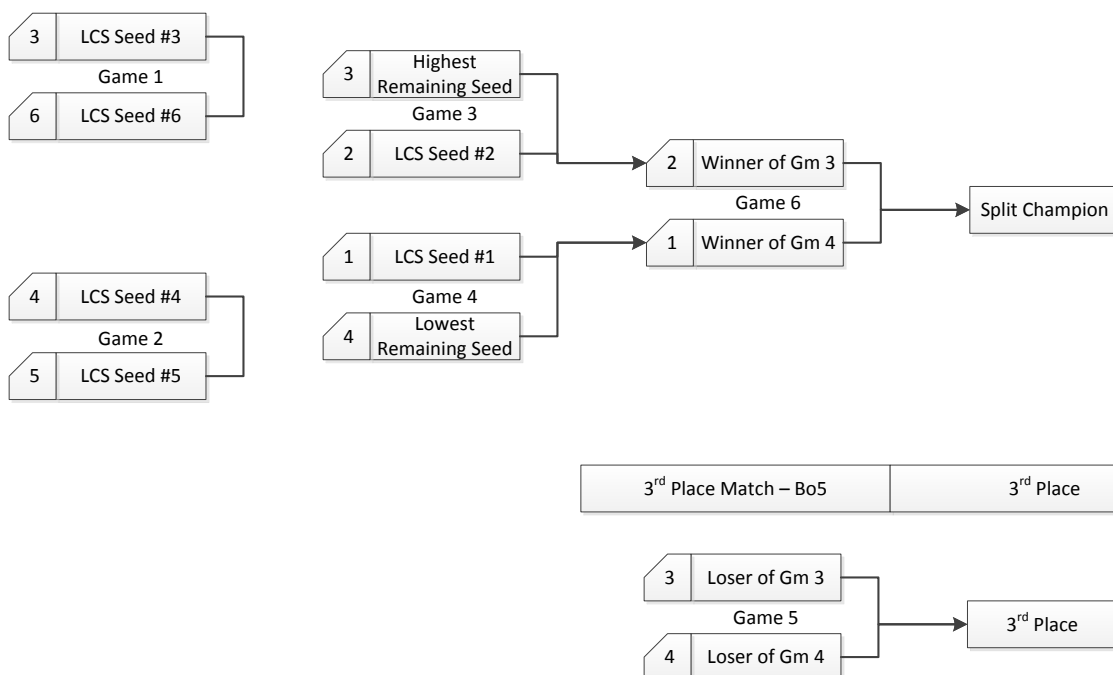 3 LCS Seed #3
Game 1
6 LCS Seed #6
4 LCS Seed #4
Game 2
5 LCS Seed #5
3 Highest
Remaining Seed
Game 3
2 LCS Seed #2
1 LCS Seed #1
Game 4
4 Lowest
Remaining Seed
2 Winner of Gm 3
Game 6
1 Winner of Gm 4
Split Champion
3rd Place Match – Bo5
3rd Place
3 Loser of Gm 3
Game 5
4 Loser of Gm 4
3rd Place